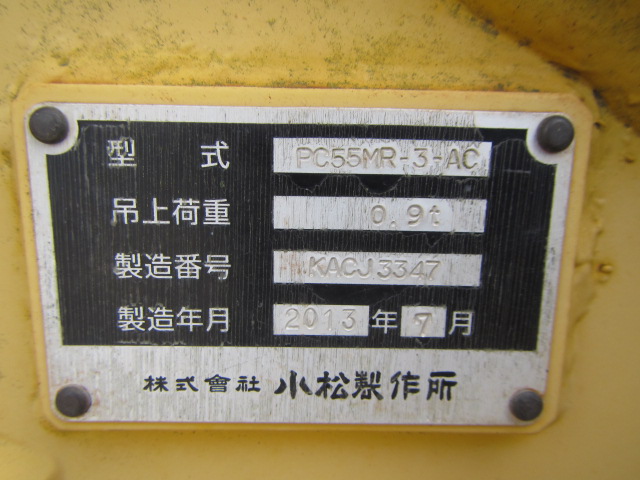 型 式 PC55MR-3-AC
吊上荷重 0.9t
製造番号 KACJ3347
製造年月 2013年7月
株式會社 小松製作所